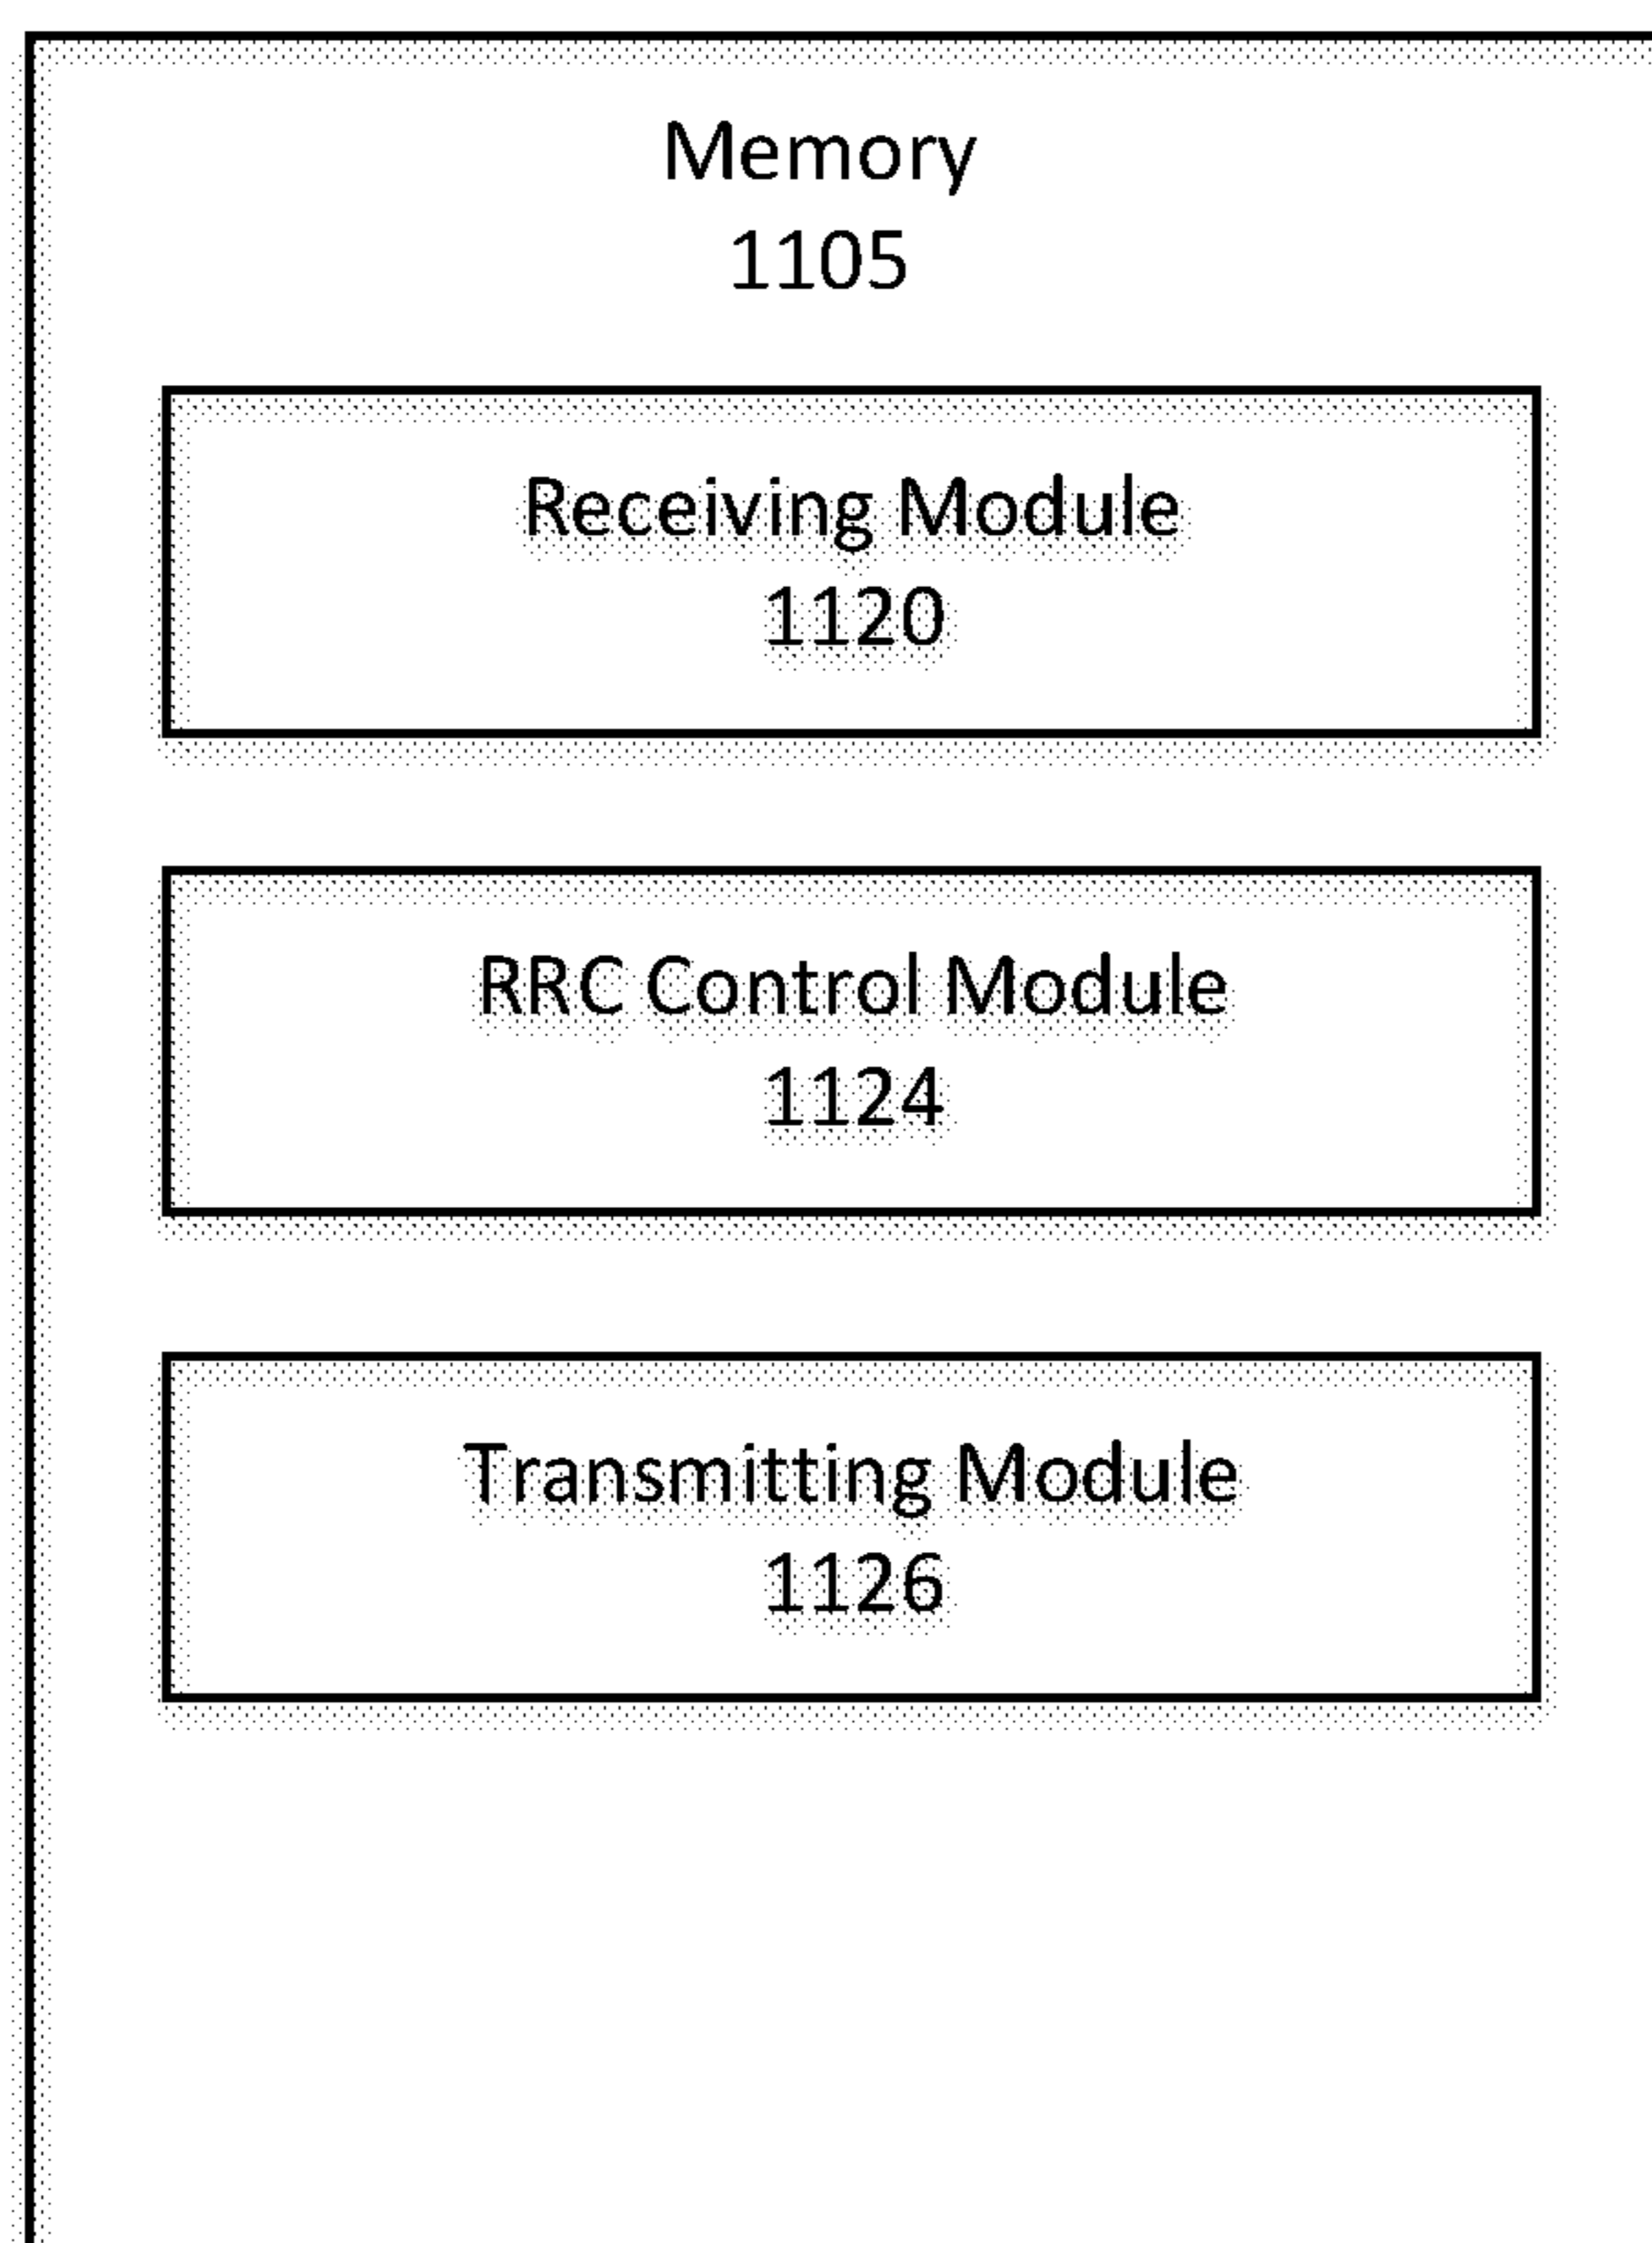 Memory
1105
Receiving Module
1120
RRC Control Module
1124
Transmitting Module
1126